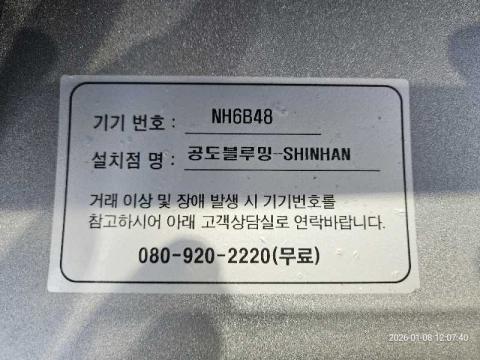 기기 번호 : NH6B48
설치점 명 : 공도블루밍-SHINHAN
거래 이상 및 장애 발생 시 기기번호를
참고하시어 아래 고객상담실로 연락바랍니다.
080-920-2220(무료)
2026-01-08 12:07:40